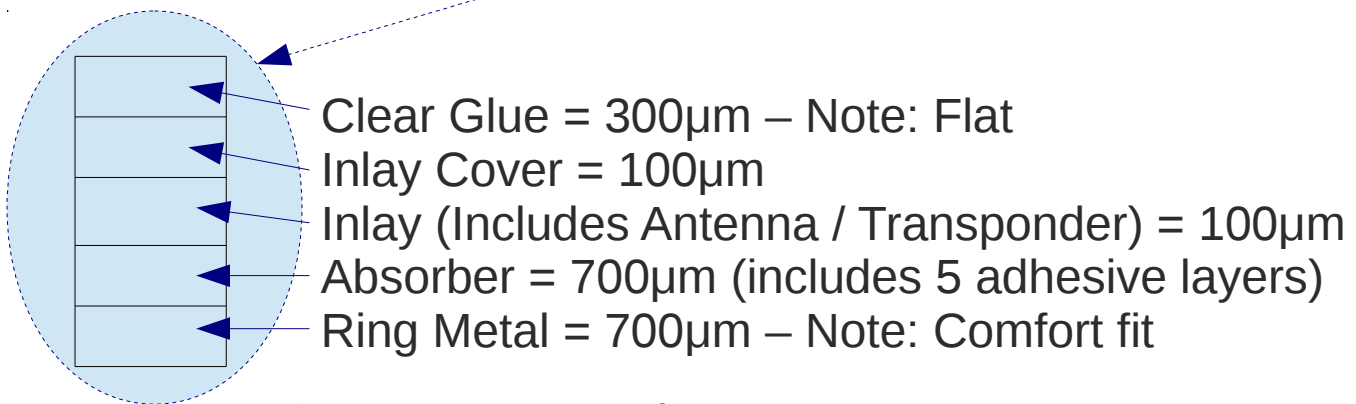 Clear Glue = 300μm – Note: Flat
Inlay Cover = 100μm
Inlay (Includes Antenna / Transponder) = 100μm
Absorber = 700μm (includes 5 adhesive layers)
Ring Metal = 700μm – Note: Comfort fit